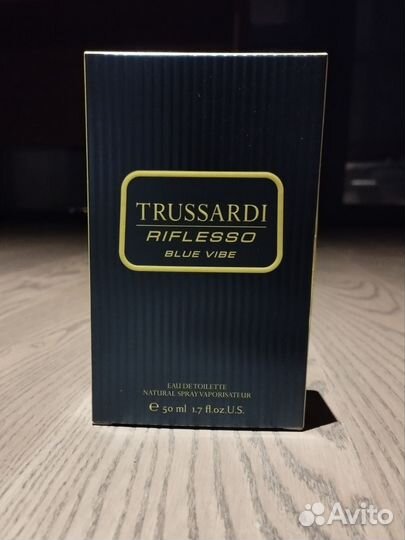 TRUSSARDI
RIFLESSO
BLUE VIBE
EAU DE TOILETTE
NATURAL SPRAY VAPORISATEUR
℮ 50 ml 1.7 fl.oz.U.S.
Avito